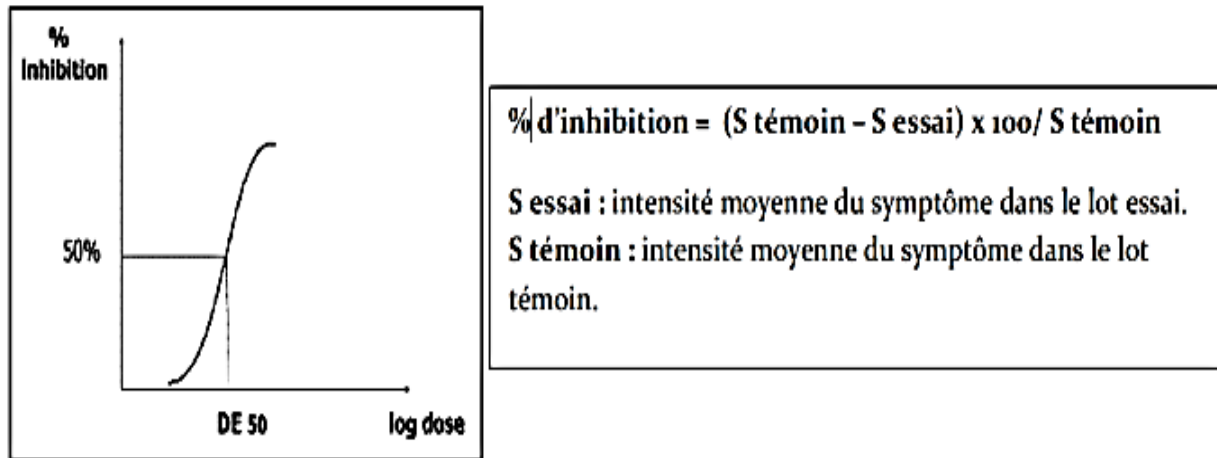 %
Inhibition
50%
DE 50
log dose
% d'inhibition = (S témoin – S essai) x 100/ S témoin
S essai : intensité moyenne du symptôme dans le lot essai.
S témoin : intensité moyenne du symptôme dans le lot
témoin.